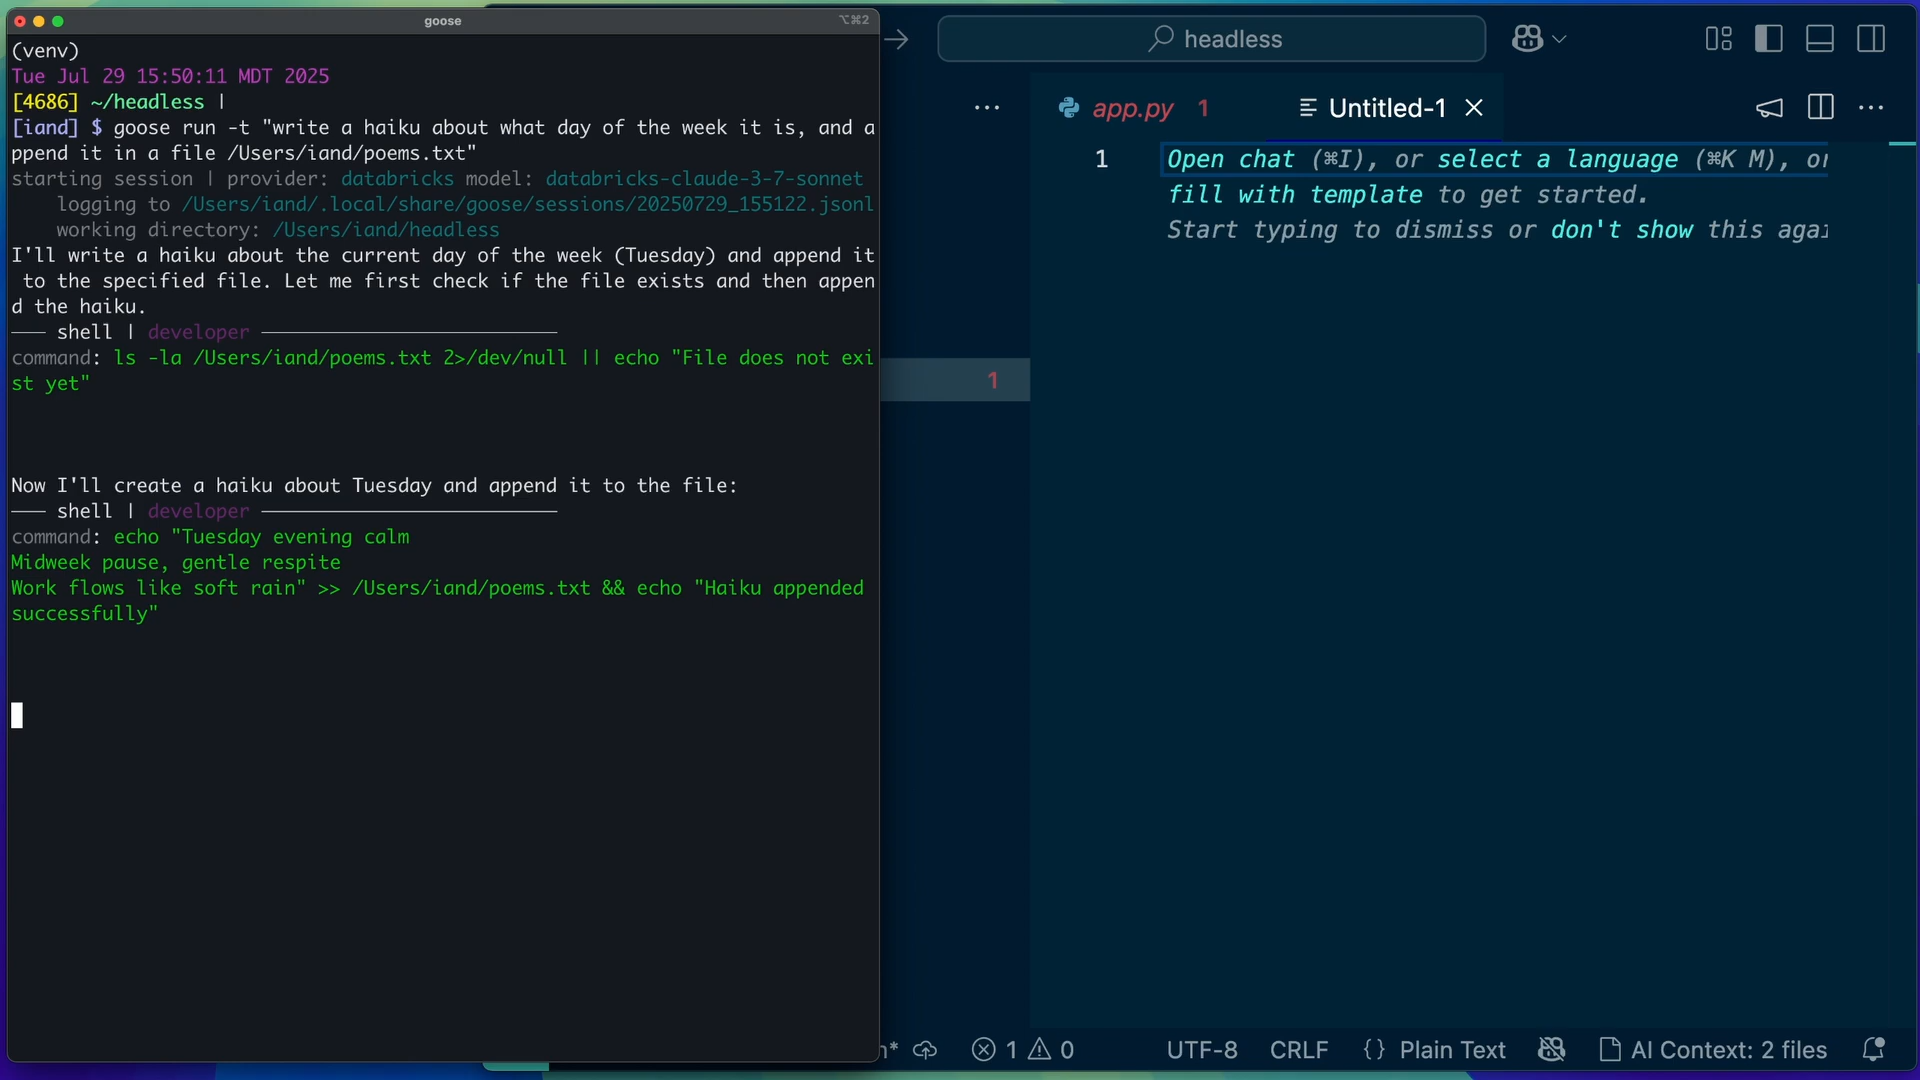 goose
⌥⌘2
(venv)
Tue Jul 29 15:50:11 MDT 2025
[4686] ~/headless |
[iand] $ goose run -t "write a haiku about what day of the week it is, and a
ppend it in a file /Users/iand/poems.txt"
starting session | provider: databricks model: databricks-claude-3-7-sonnet
logging to /Users/iand/.local/share/goose/sessions/20250729_155122.jsonl
working directory: /Users/iand/headless
I'll write a haiku about the current day of the week (Tuesday) and append it
to the specified file. Let me first check if the file exists and then appen
d the haiku.
─── shell | developer ──────────────────────────
command: ls -la /Users/iand/poems.txt 2>/dev/null || echo "File does not exi
st yet"
Now I'll create a haiku about Tuesday and append it to the file:
─── shell | developer ──────────────────────────
command: echo "Tuesday evening calm
Midweek pause, gentle respite
Work flows like soft rain" >> /Users/iand/poems.txt && echo "Haiku appended
successfully"
headless
app.py 1
Untitled-1
1
1 Open chat (⌘I), or select a language (⌘K M), or
fill with template to get started.
Start typing to dismiss or don't show this agai
n*
1 0
UTF-8
CRLF
{} Plain Text
AI Context: 2 files